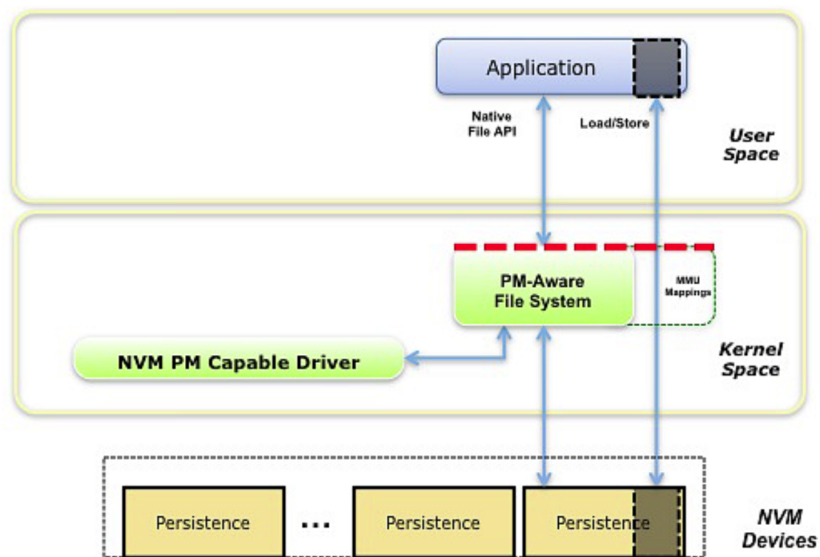 Application
Native
File API
Load/Store
User
Space
PM-Aware
File System
MMU
Mappings
NVM PM Capable Driver
Kernel
Space
Persistence
...
Persistence
Persistence
NVM
Devices